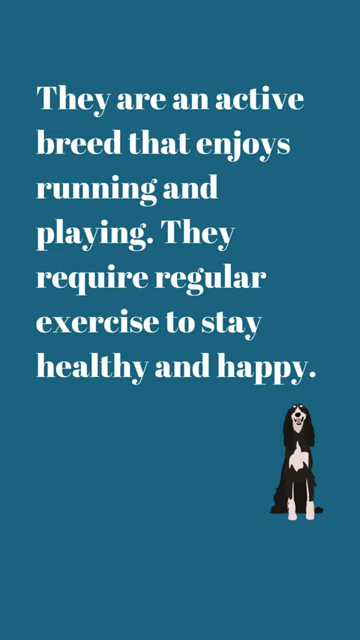 They are an active
breed that enjoys
running and
playing. They
require regular
exercise to stay
healthy and happy.